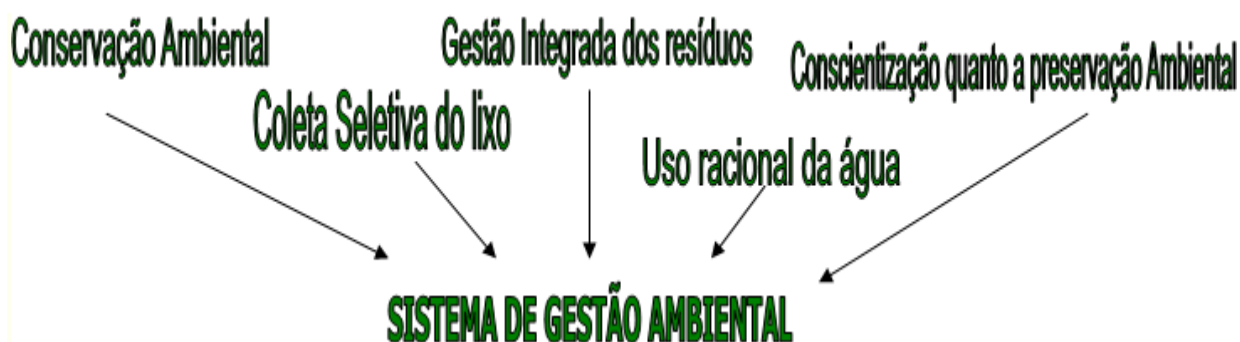 Conservação Ambiental
Gestão Integrada dos resíduos
Conscientização quanto a preservação Ambiental
Coleta Seletiva do lixo
Uso racional da água
SISTEMA DE GESTÃO AMBIENTAL